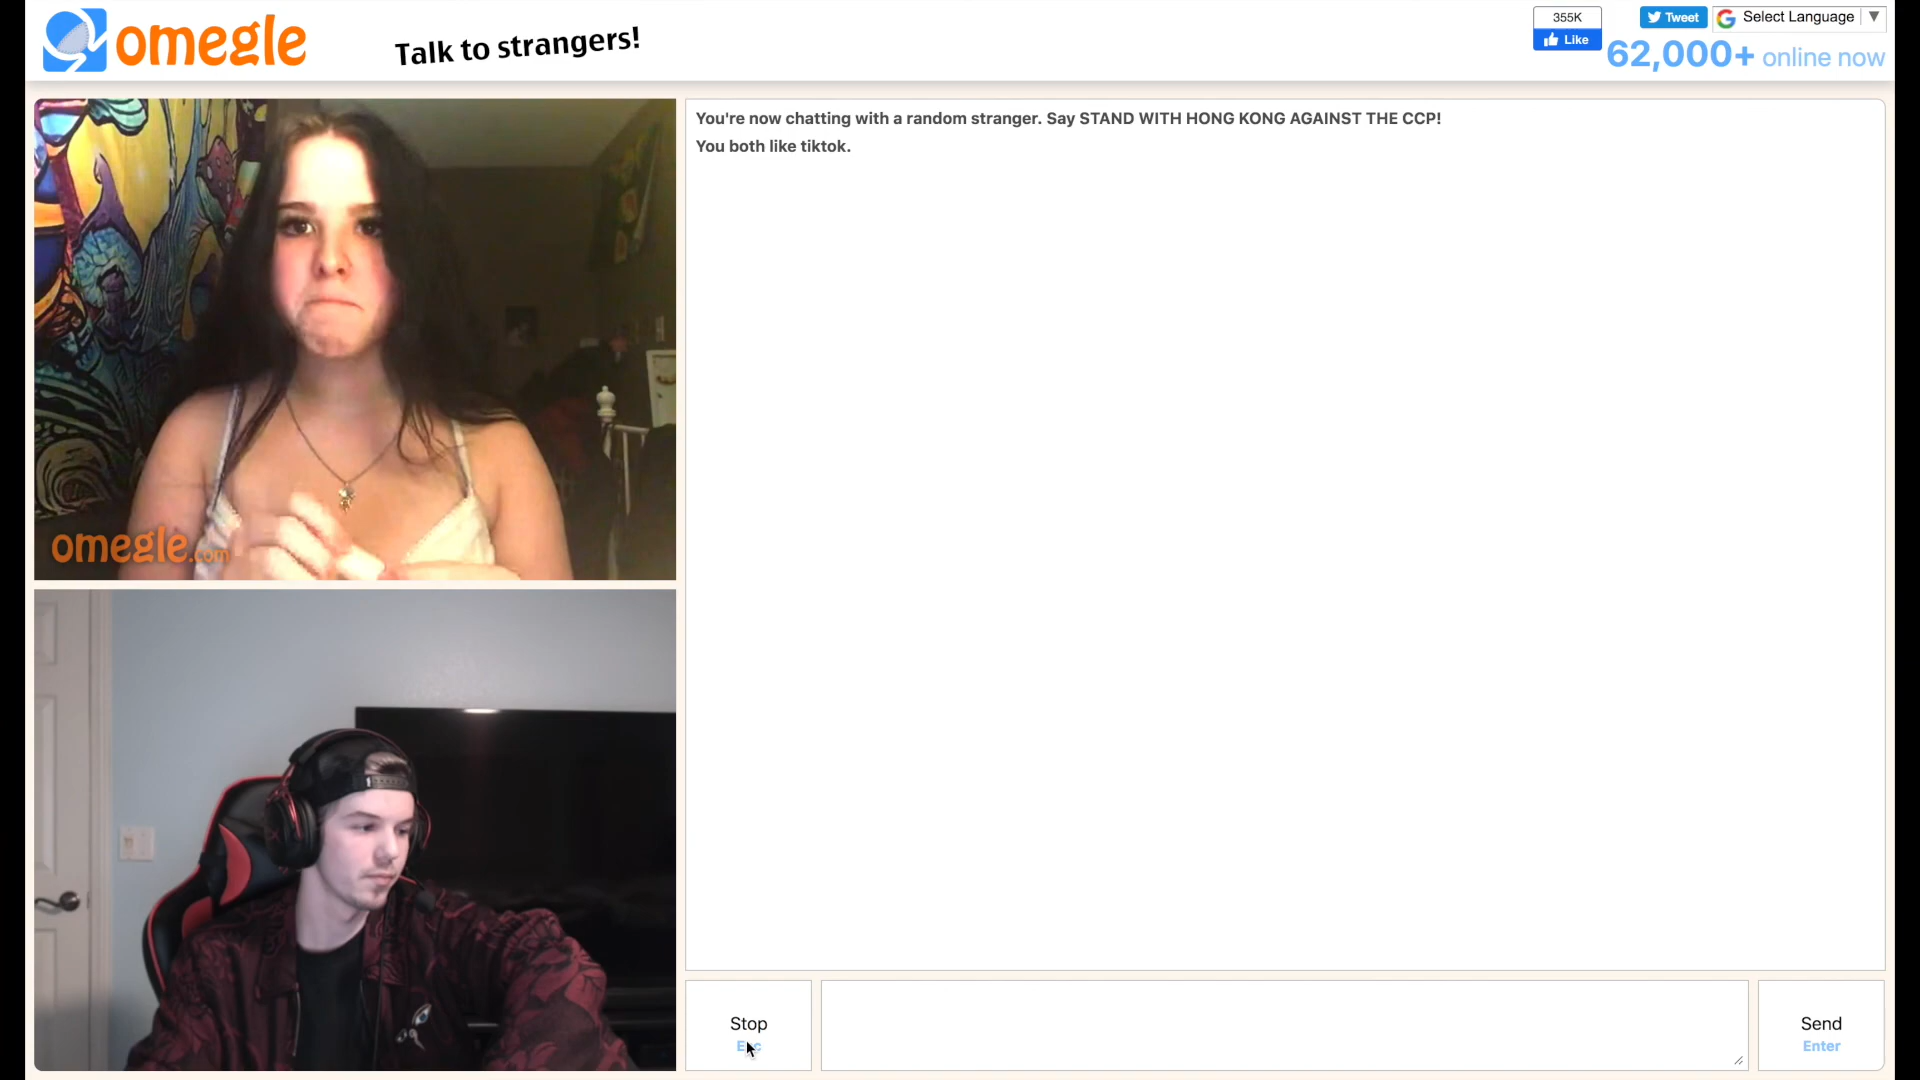 omegle
Talk to strangers!
355K
Like
Tweet
Select Language
62,000+ online now
You're now chatting with a random stranger. Say STAND WITH HONG KONG AGAINST THE CCP!
You both like tiktok.
omegle.com
Stop
Esc
Send
Enter